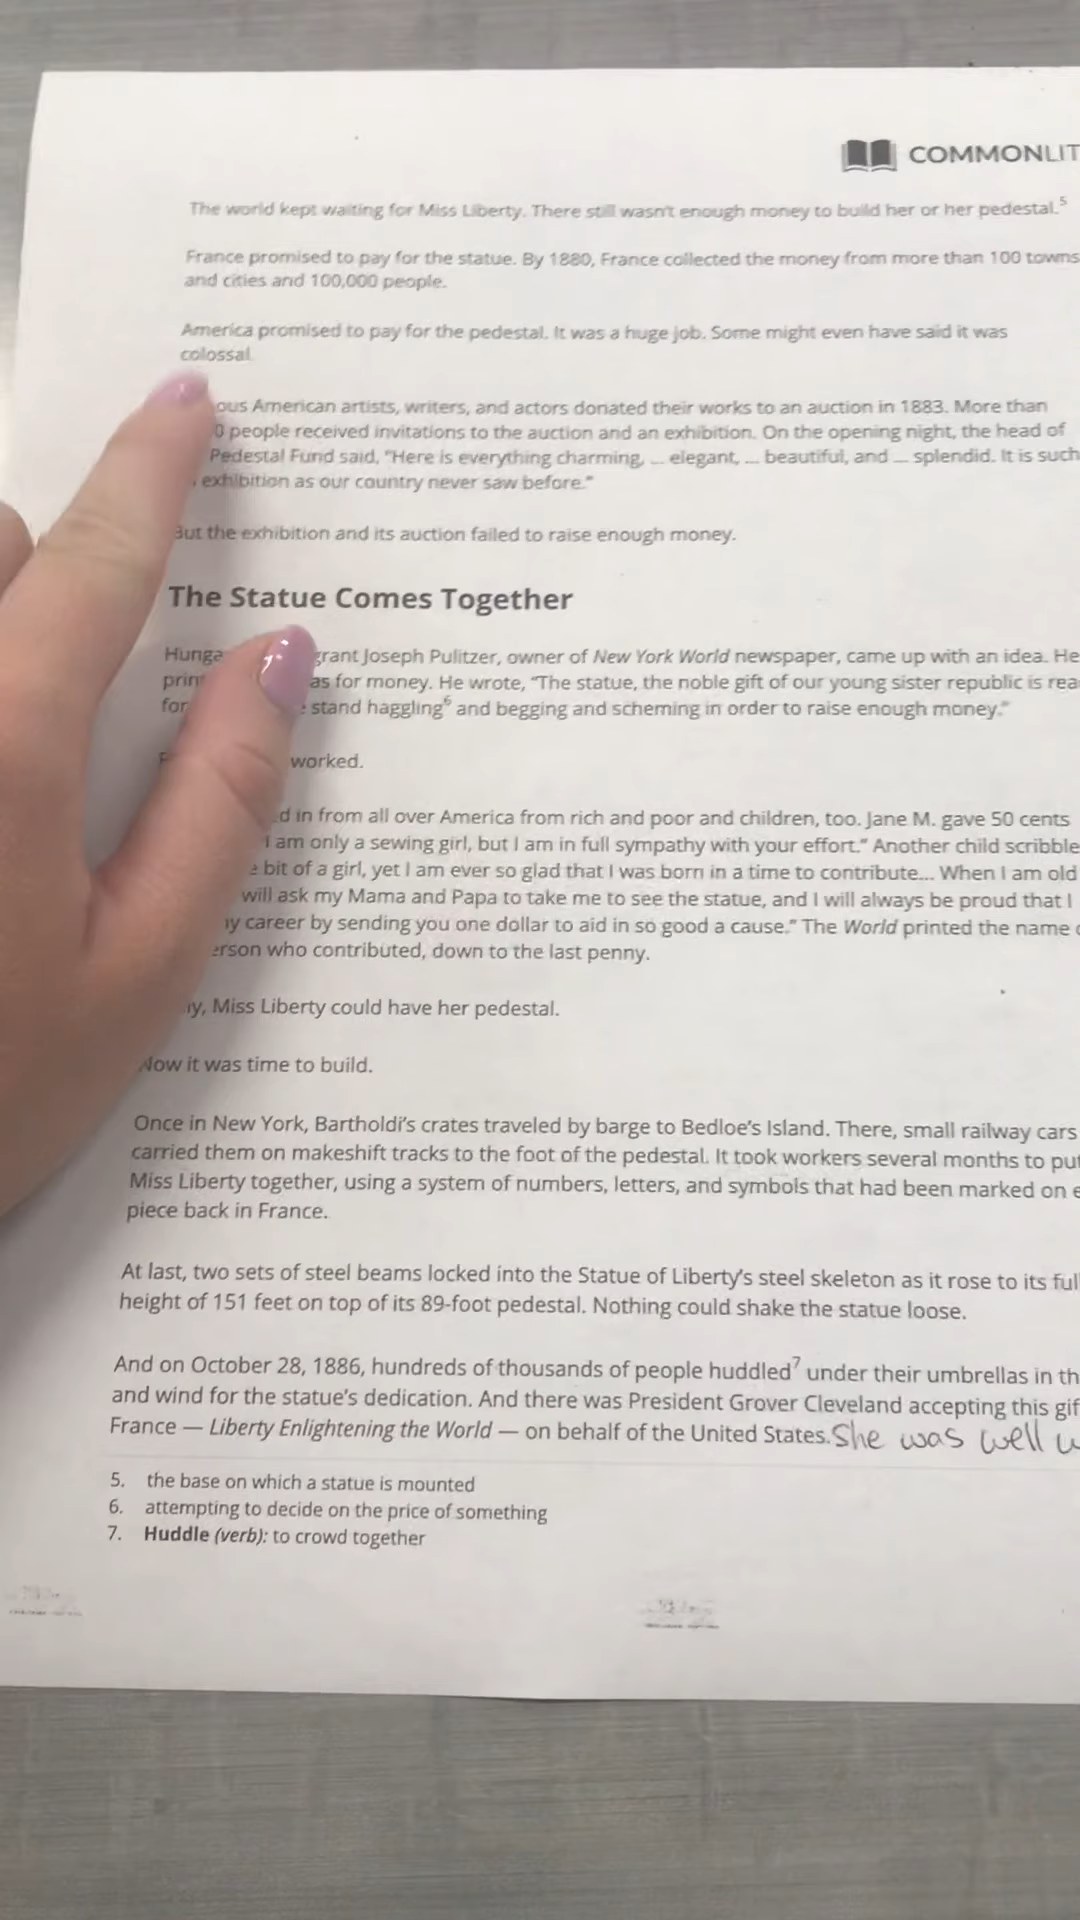 COMMONLIT
The world kept waiting for Miss Liberty. There still wasn't enough money to build her or her pedestal.5
France promised to pay for the statue. By 1880, France collected the money from more than 100 towns
and cities and 100,000 people.
America promised to pay for the pedestal. It was a huge job. Some might even have said it was
colossal.
American artists, writers, and actors donated their works to an auction in 1883. More than
people received invitations to the auction and an exhibition. On the opening night, the head of
Pedestal Fund said, "Here is everything charming, ... elegant, ... beautiful, and ... splendid. It is such
exhibition as our country never saw before."
But the exhibition and its auction failed to raise enough money.
The Statue Comes Together
Joseph Pulitzer, owner of New York World newspaper, came up with an idea. He
as for money. He wrote, "The statue, the noble gift of our young sister republic is
stand haggling6 and begging and scheming in order to raise enough money."
worked.
in from all over America from rich and poor and children, too. Jane M. gave 50 cents
I am only a sewing girl, but I am in full sympathy with your effort." Another child
bit of a girl, yet I am ever so glad that I was born in a time to contribute... When I am old
will ask my Mama and Papa to take me to see the statue, and I will always be proud that I
career by sending you one dollar to aid in so good a cause." The World printed the name
who contributed, down to the last penny.
Miss Liberty could have her pedestal.
Now it was time to build.
Once in New York, Bartholdi's crates traveled by barge to Bedloe's Island. There, small railway cars
carried them on makeshift tracks to the foot of the pedestal. It took workers several months to put
Miss Liberty together, using a system of numbers, letters, and symbols that had been marked on
piece back in France.
At last, two sets of steel beams locked into the Statue of Liberty's steel skeleton as it rose to its full
height of 151 feet on top of its 89-foot pedestal. Nothing could shake the statue loose.
And on October 28, 1886, hundreds of thousands of people huddled7 under their umbrellas in
and wind for the statue's dedication. And there was President Grover Cleveland accepting this
France — Liberty Enlightening the World — on behalf of the United States. She was well
5. the base on which a statue is mounted
6. attempting to decide on the price of something
7. Huddle (verb): to crowd together